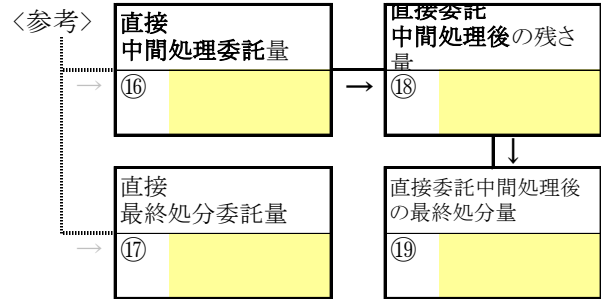 〈参考〉
直接
中間処理委託量
→
⑯
→
直接委託
中間処理後の残さ
量
⑱
↓
直接
最終処分委託量
→
⑰
直接委託中間処理後
の最終処分量
⑲